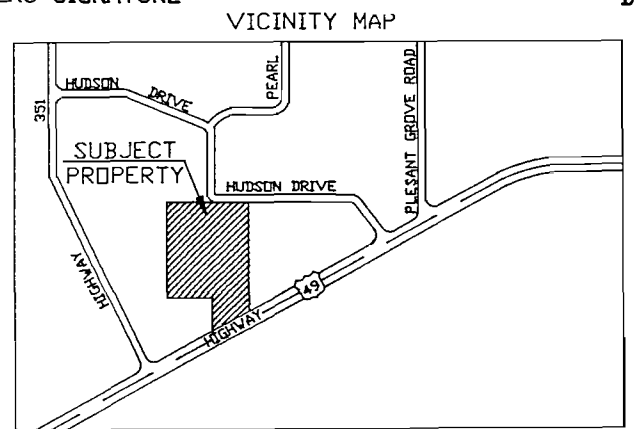 VICINITY MAP
HUDSON DRIVE
PEARL
PLESANT GROVE ROAD
351
SUBJECT
PROPERTY
HUDSON DRIVE
HIGHWAY
49
HIGHWAY